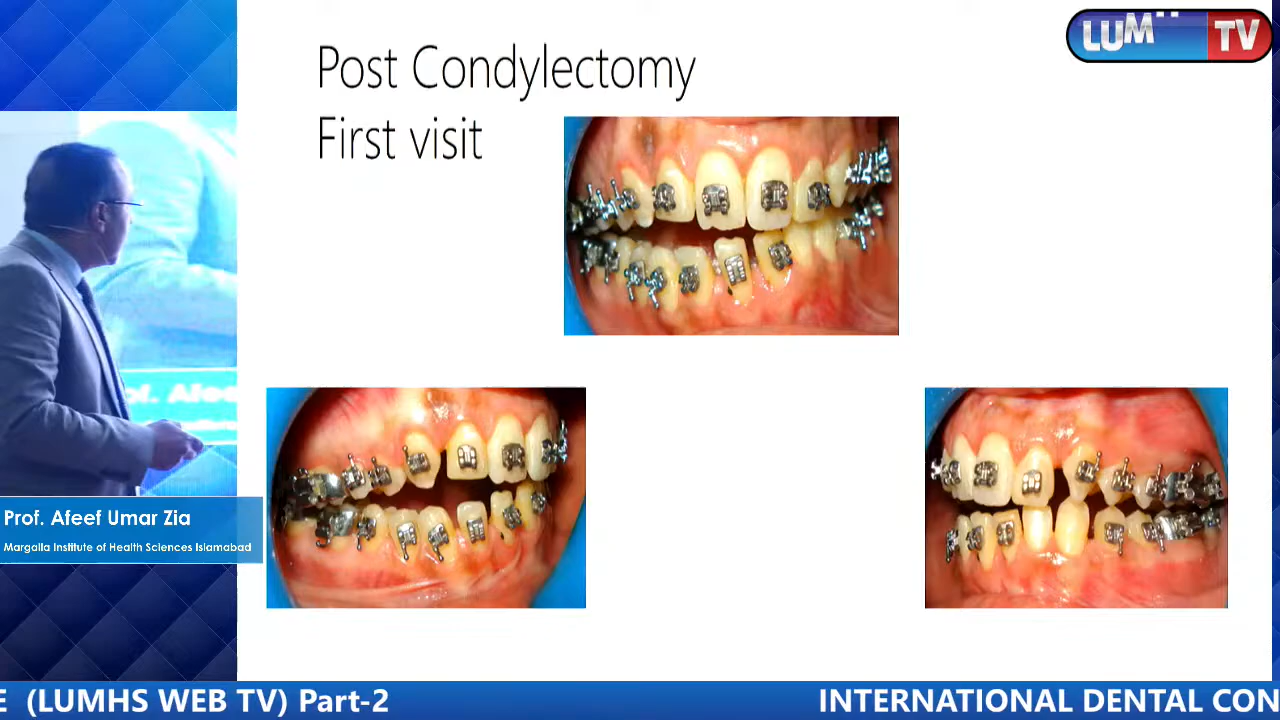 Post Condylectomy
First visit
LUMH TV
Prof. Afeef Umar Zia
Margalla Institute of Health Sciences Islamabad
E (LUMHS WEB TV) Part-2
INTERNATIONAL DENTAL CON